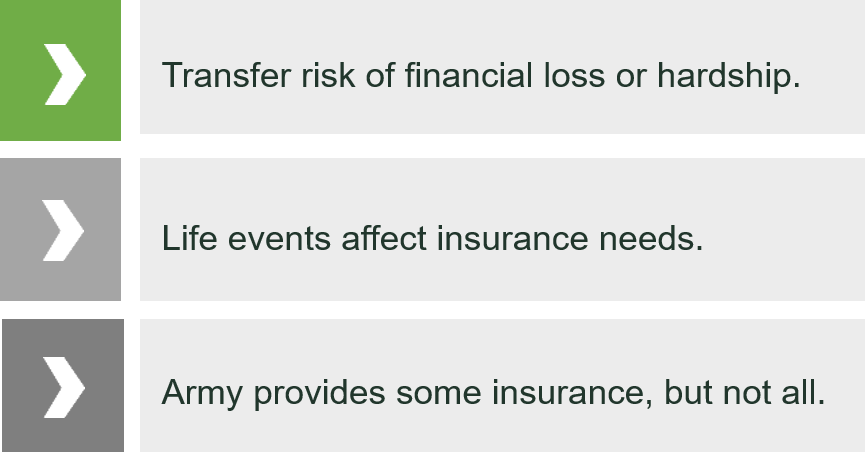 Transfer risk of financial loss or hardship.
Life events affect insurance needs.
Army provides some insurance, but not all.